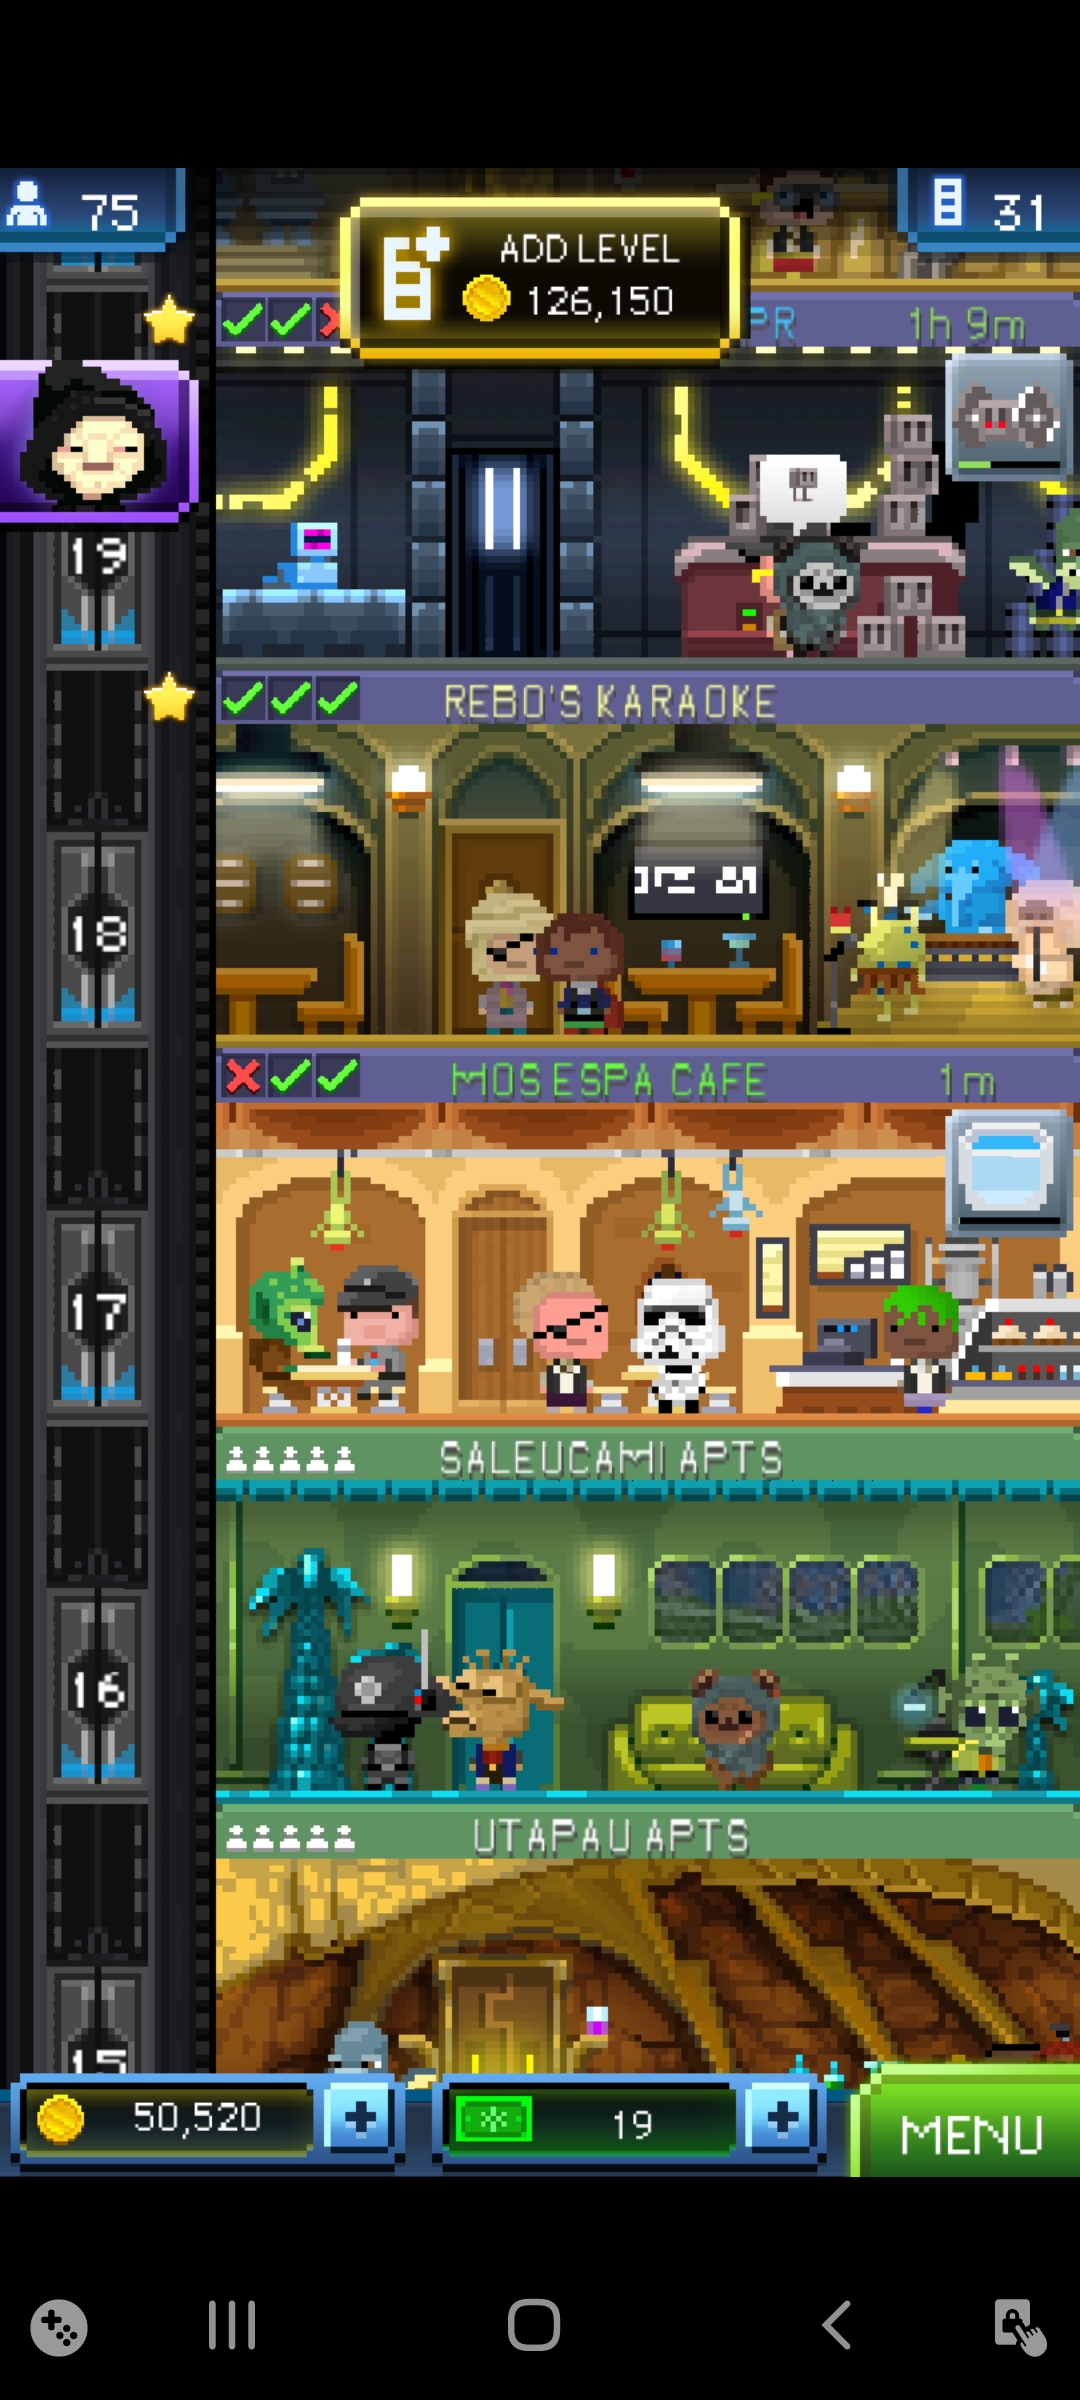 75
ADD LEVEL
126,150
31
PR 1h 9m
19
REBO'S KARAOKE
18
MOS ESPA CAFE 1m
17
SALEUCAMI APTS
16
UTAPAU APTS
15
50,520
19
MENU